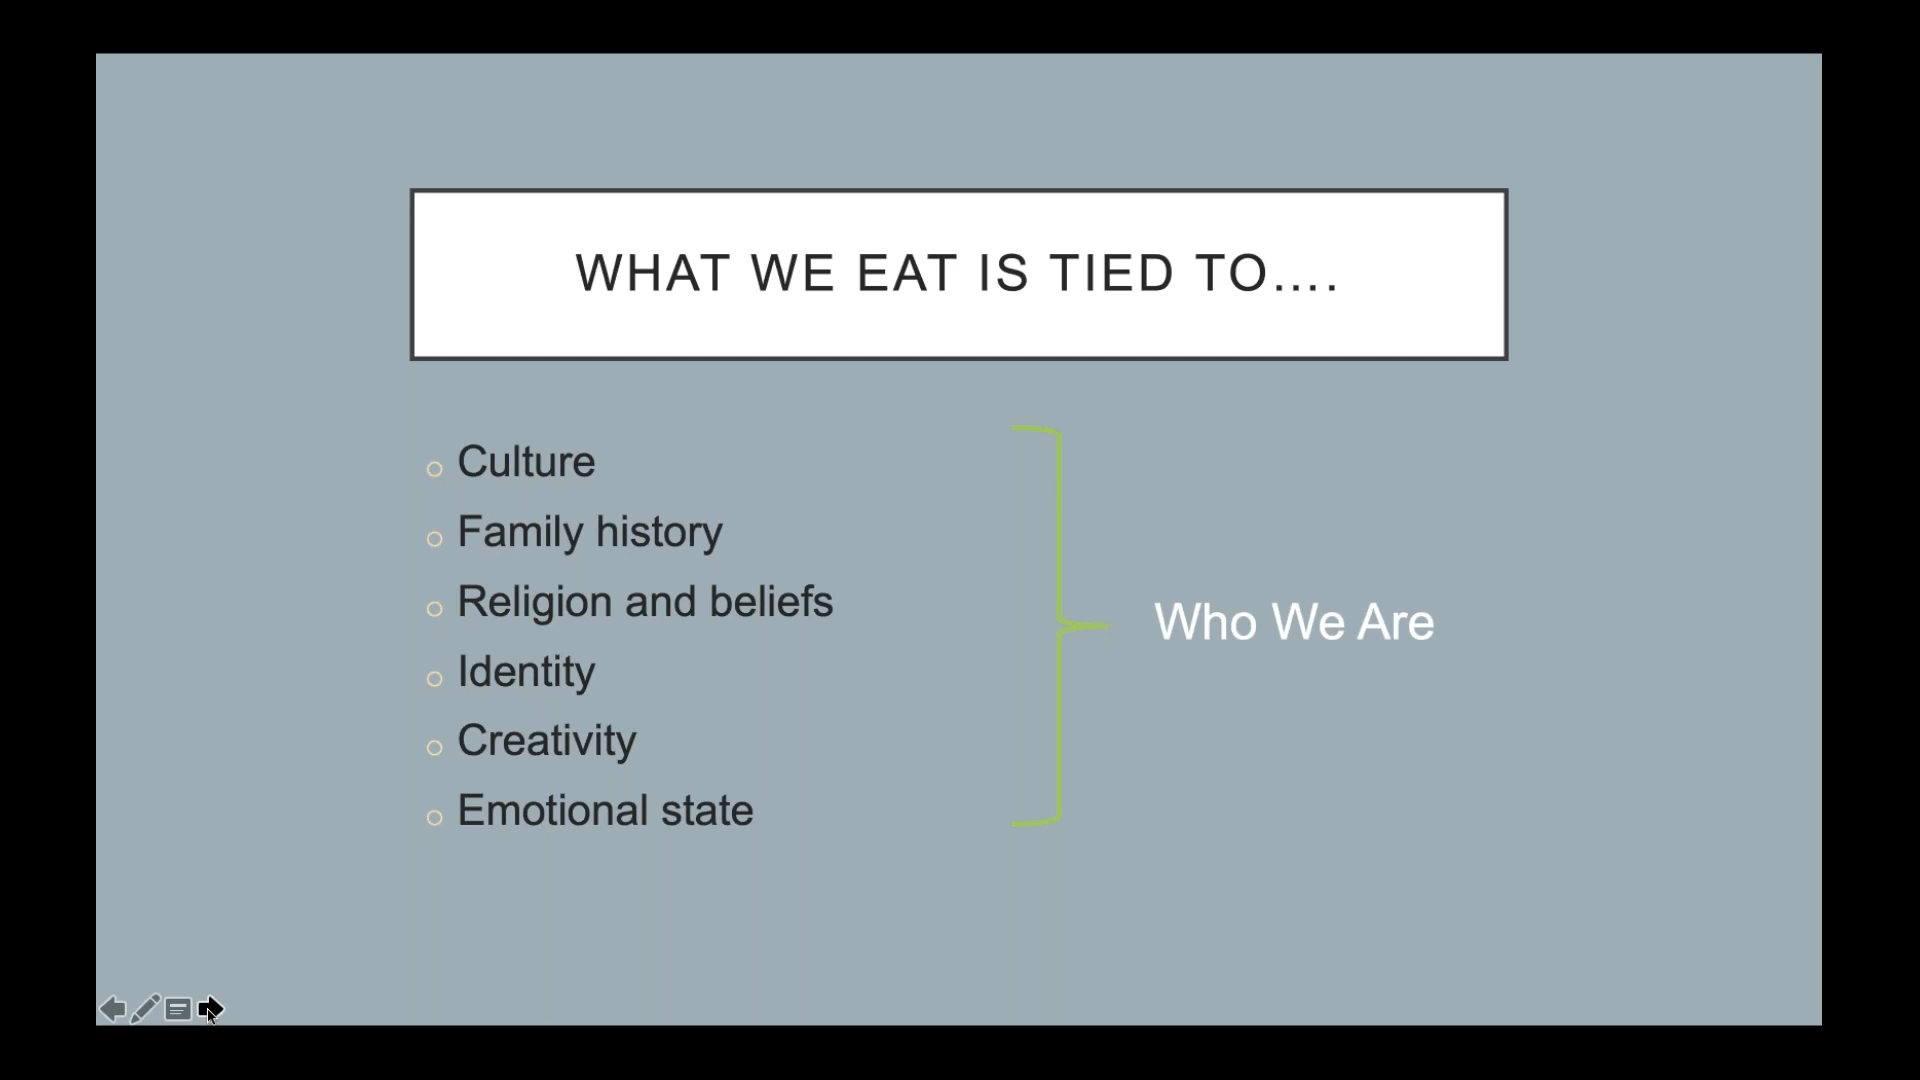 WHAT WE EAT IS TIED TO....
Culture
Family history
Religion and beliefs
Identity
Creativity
Emotional state
Who We Are